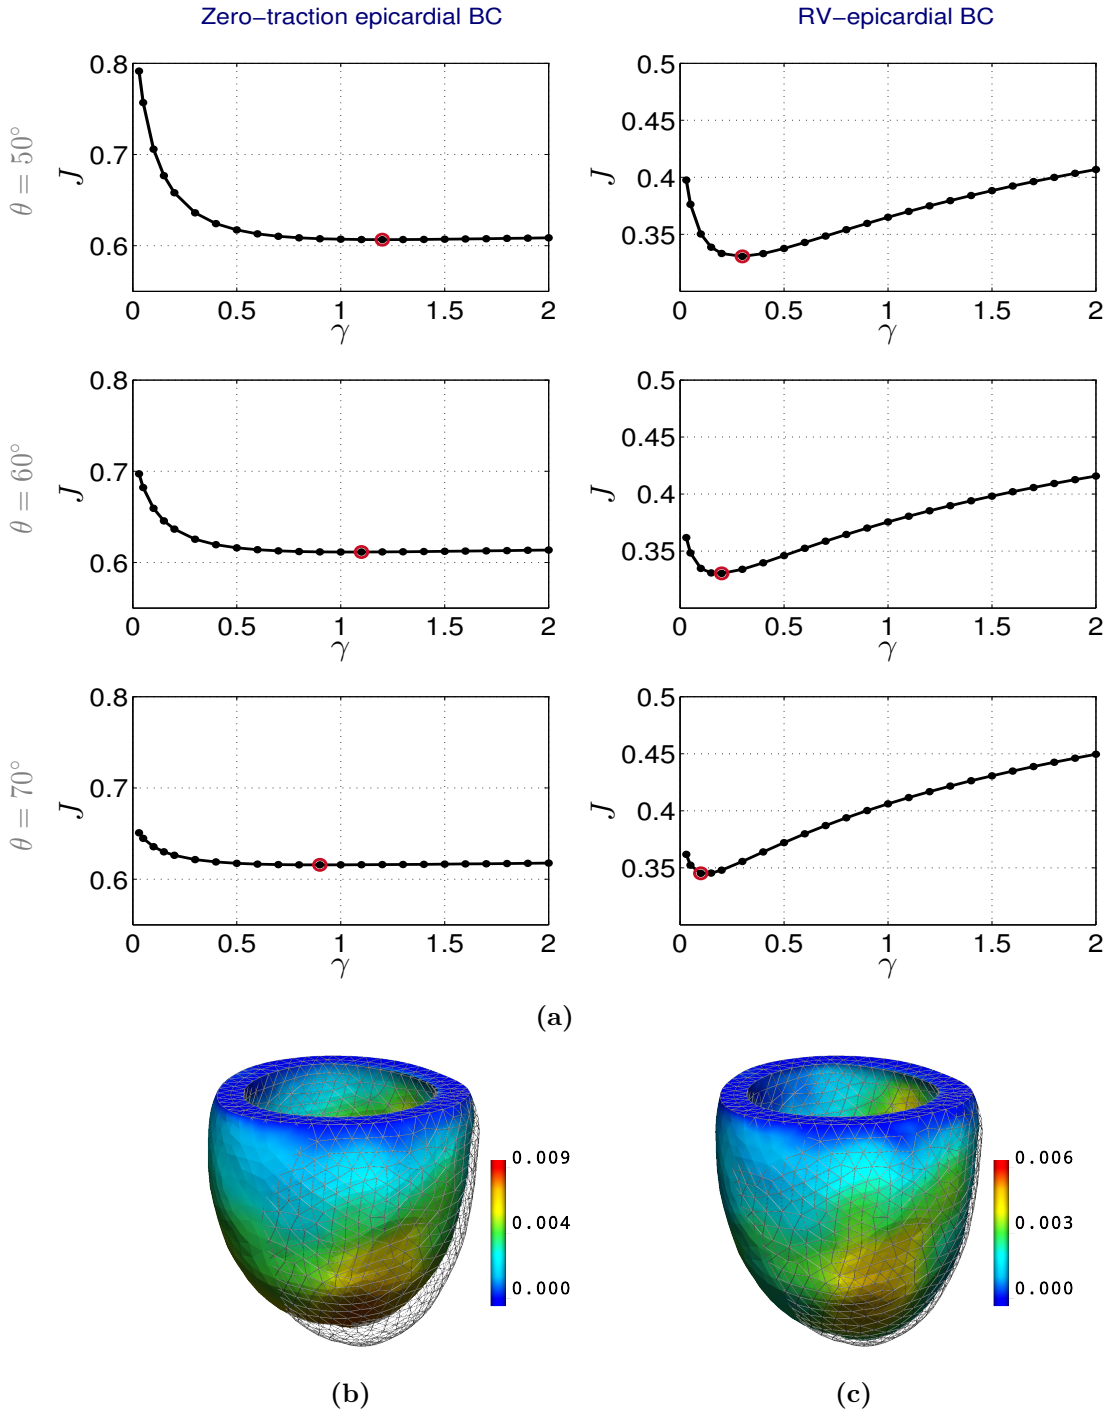 Zero−traction epicardial BC
RV−epicardial BC
θ = 50°
J
0.8
0.7
0.6
0 0.5 1 1.5 2
γ
J
0.5
0.45
0.4
0.35
0 0.5 1 1.5 2
γ
θ = 60°
J
0.8
0.7
0.6
0 0.5 1 1.5 2
γ
J
0.5
0.45
0.4
0.35
0 0.5 1 1.5 2
γ
θ = 70°
J
0.8
0.7
0.6
0 0.5 1 1.5 2
γ
J
0.5
0.45
0.4
0.35
0 0.5 1 1.5 2
γ
(a)
0.009
0.004
0.000
(b)
0.006
0.003
0.000
(c)